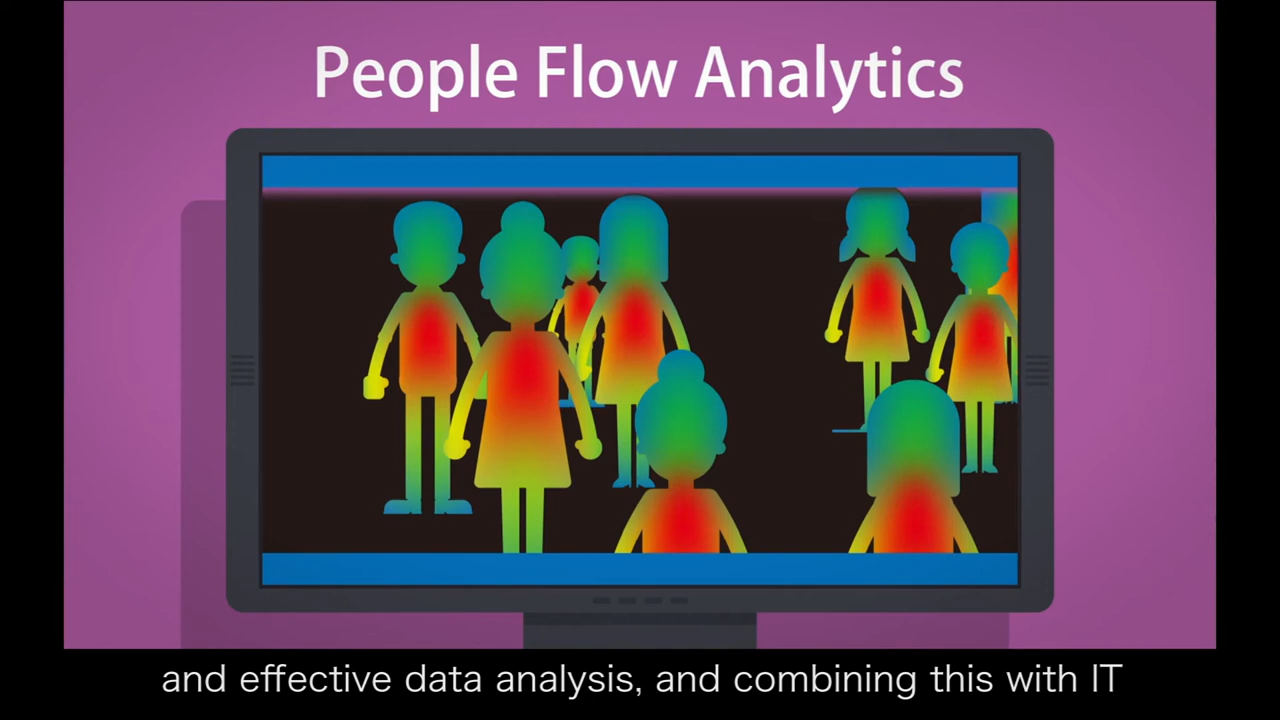 People Flow Analytics
and effective data analysis, and combining this with IT